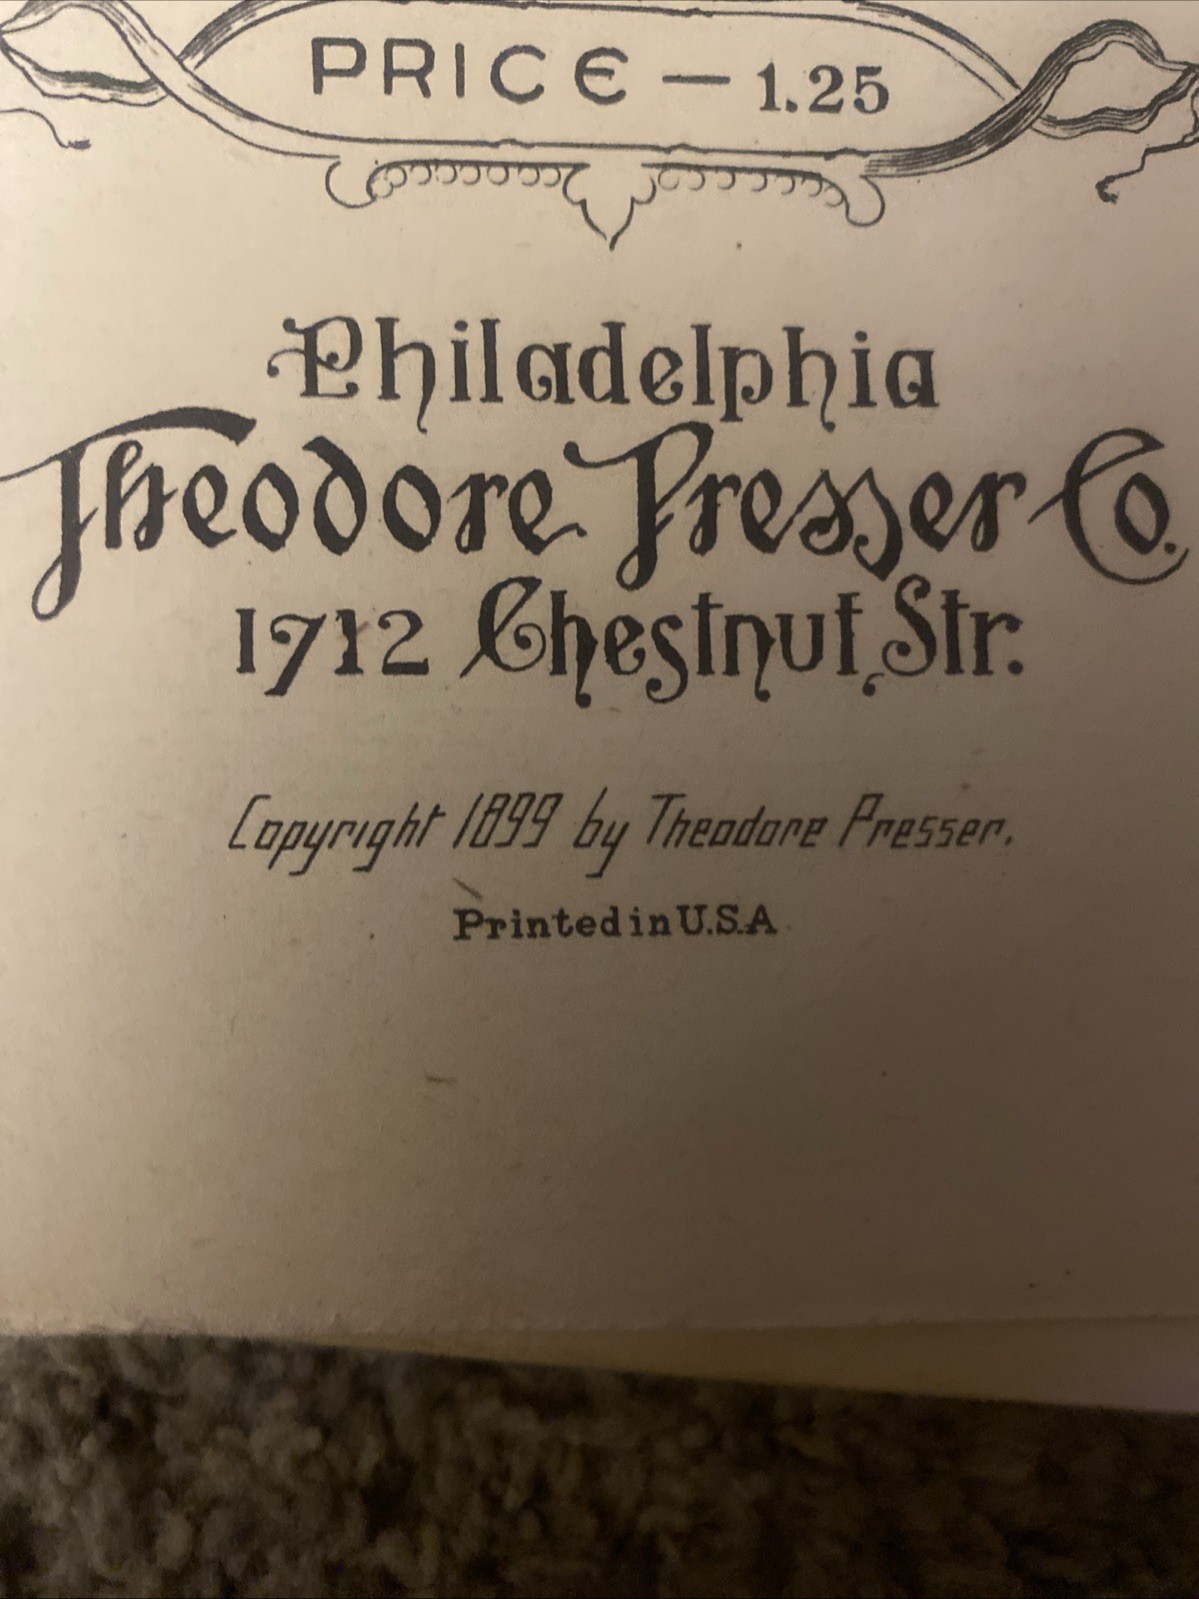 PRICE – 1.25
Philadelphia
Theodore Presser Co.
1712 Chestnut Str.
Copyright 1899 by Theodore Presser.
Printed in U.S.A